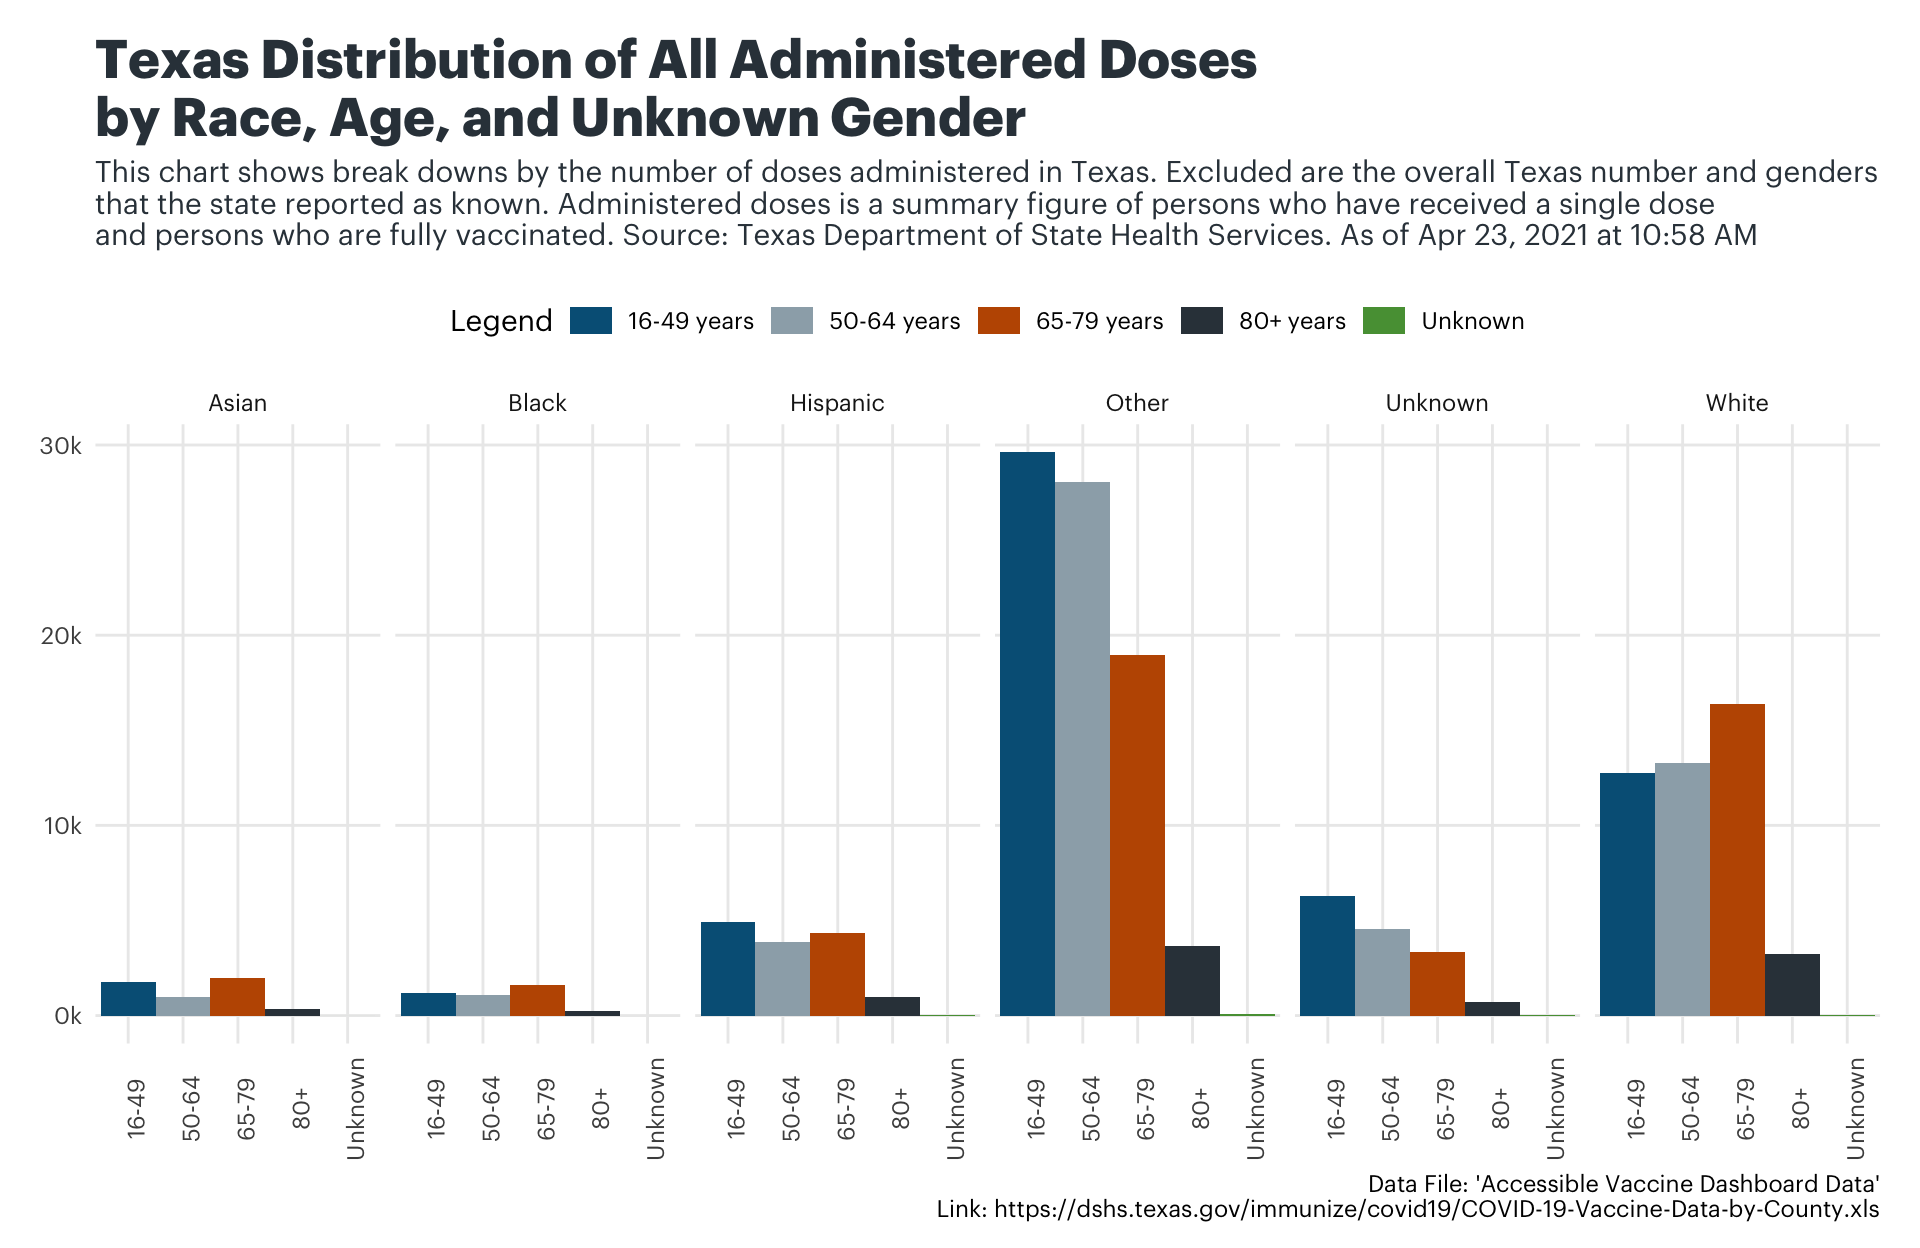 Texas Distribution of All Administered Doses
by Race, Age, and Unknown Gender
This chart shows break downs by the number of doses administered in Texas. Excluded are the overall Texas number and genders
that the state reported as known. Administered doses is a summary figure of persons who have received a single dose
and persons who are fully vaccinated. Source: Texas Department of State Health Services. As of Apr 23, 2021 at 10:58 AM
Legend 16-49 years 50-64 years 65-79 years 80+ years Unknown
Asian Black Hispanic Other Unknown White
30k
20k
10k
0k
16-49 50-64 65-79 80+ Unknown 16-49 50-64 65-79 80+ Unknown 16-49 50-64 65-79 80+ Unknown 16-49 50-64 65-79 80+ Unknown 16-49 50-64 65-79 80+ Unknown 16-49 50-64 65-79 80+ Unknown
Data File: 'Accessible Vaccine Dashboard Data'
Link: https://dshs.texas.gov/immunize/covid19/COVID-19-Vaccine-Data-by-County.xls